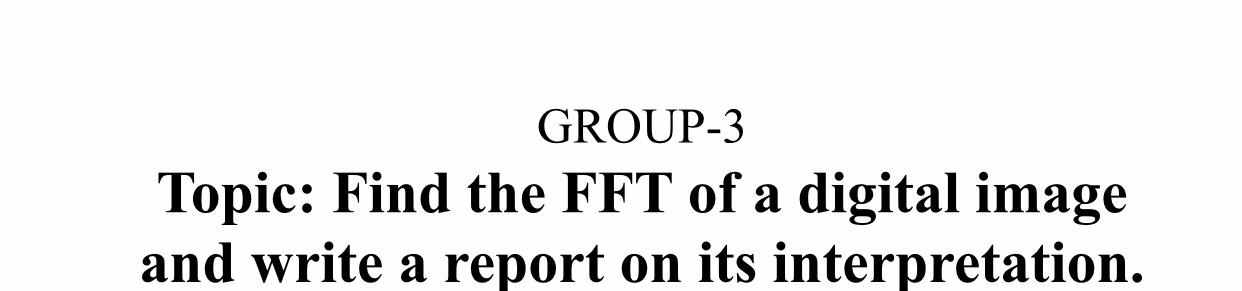 GROUP-3
Topic: Find the FFT of a digital image
and write a report on its interpretation.